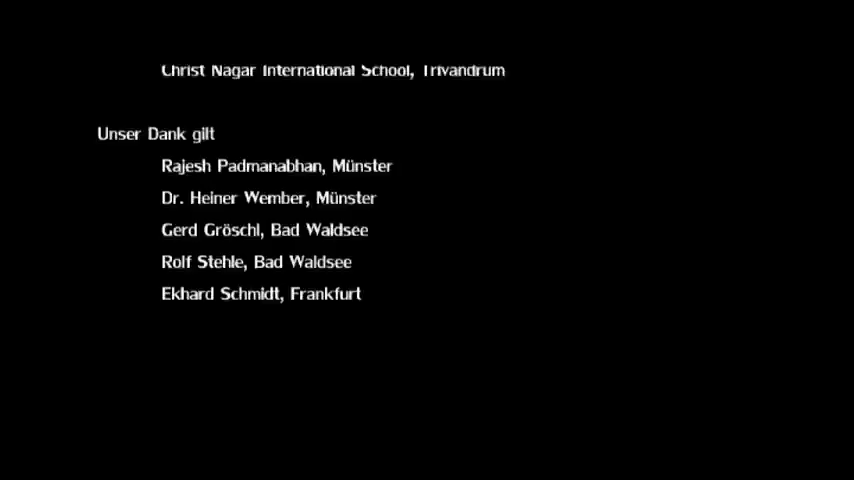 Christ Nagar International School, Trivandrum
Unser Dank gilt
Rajesh Padmanabhan, Münster
Dr. Heiner Wember, Münster
Gerd Gröschl, Bad Waldsee
Rolf Stehle, Bad Waldsee
Ekhard Schmidt, Frankfurt